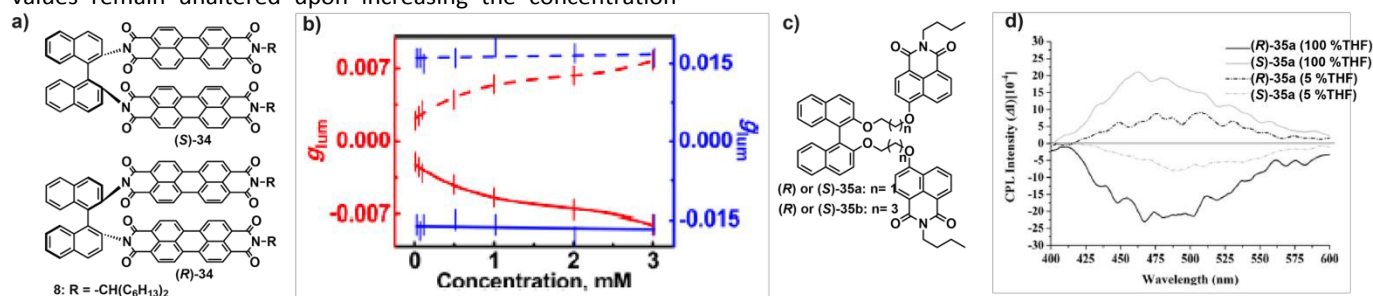 values remain unaltered upon increasing the concentration
a)
N-R
N-R
(S)-34
N-R
N-R
(R)-34
8: R = -CH(C6H13)2
b)
0.007
0.000
-0.007
glum
0.015
0.000
-0.015
glum
0 1 2 3
Concentration, mM
c)
(R) or (S)-35a: n= 1
(R) or (S)-35b: n= 3
d)
(R)-35a (100 %THF)
(S)-35a (100 %THF)
(R)-35a (5 %THF)
(S)-35a (5 %THF)
CPL Intensity (ΔI)[10-4]
30
25
20
15
10
5
0
-5
-10
-15
-20
-25
-30
400 425 450 475 500 525 550 575 600
Wavelength (nm)